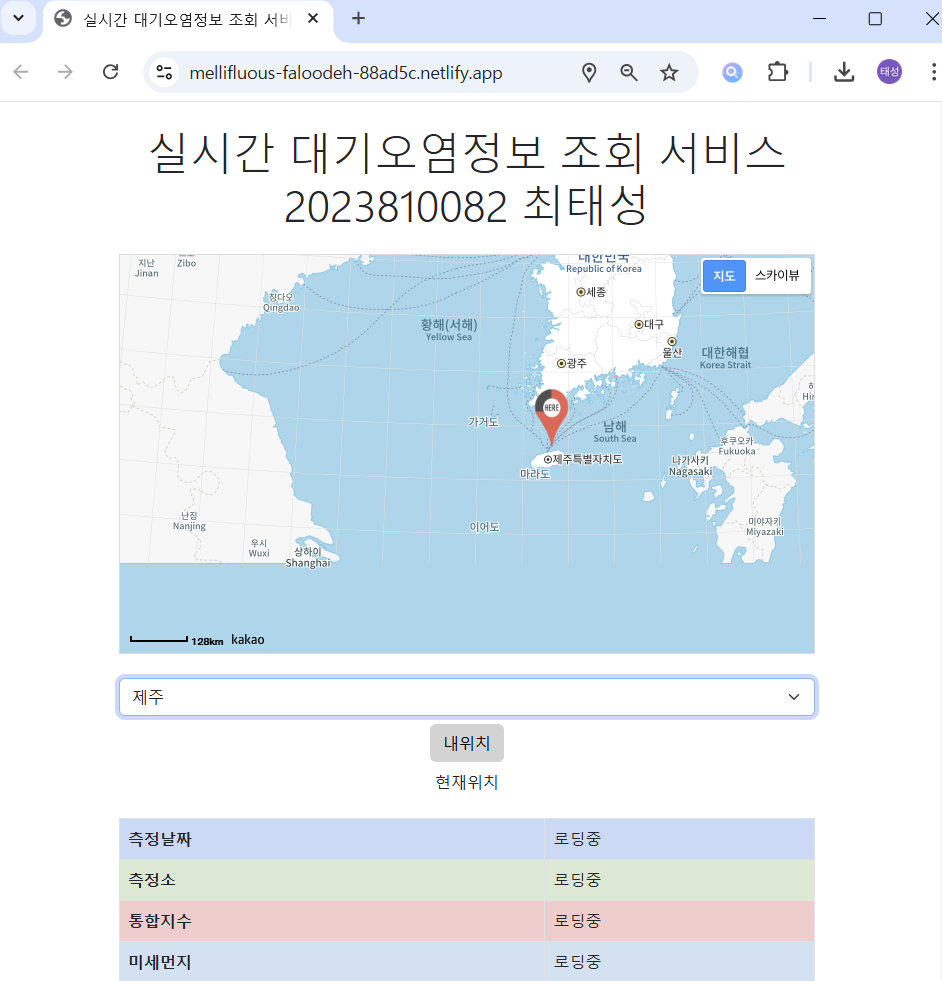 실시간 대기오염정보 조회 서비
mellifluous-faloodeh-88ad5c.netlify.app
태성
실시간 대기오염정보 조회 서비스
2023810082 최태성
지난
Jinan
Zibo
칭다오
Qingdao
황해(서해)
Yellow Sea
대한민국
Republic of Korea
세종
대구
울산
광주
대한해협
Korea Strait
지도
스카이뷰
HERE
가거도
남해
South Sea
제주특별자치도
마라도
이어도
나가사키
Nagasaki
후쿠오카
Fukuoka
미야자키
Miyazaki
난징
Nanjing
우시
Wuxi
상하이
Shanghai
128km
kakao
제주
내위치
현재위치
측정날짜 로딩중
측정소 로딩중
통합지수 로딩중
미세먼지 로딩중